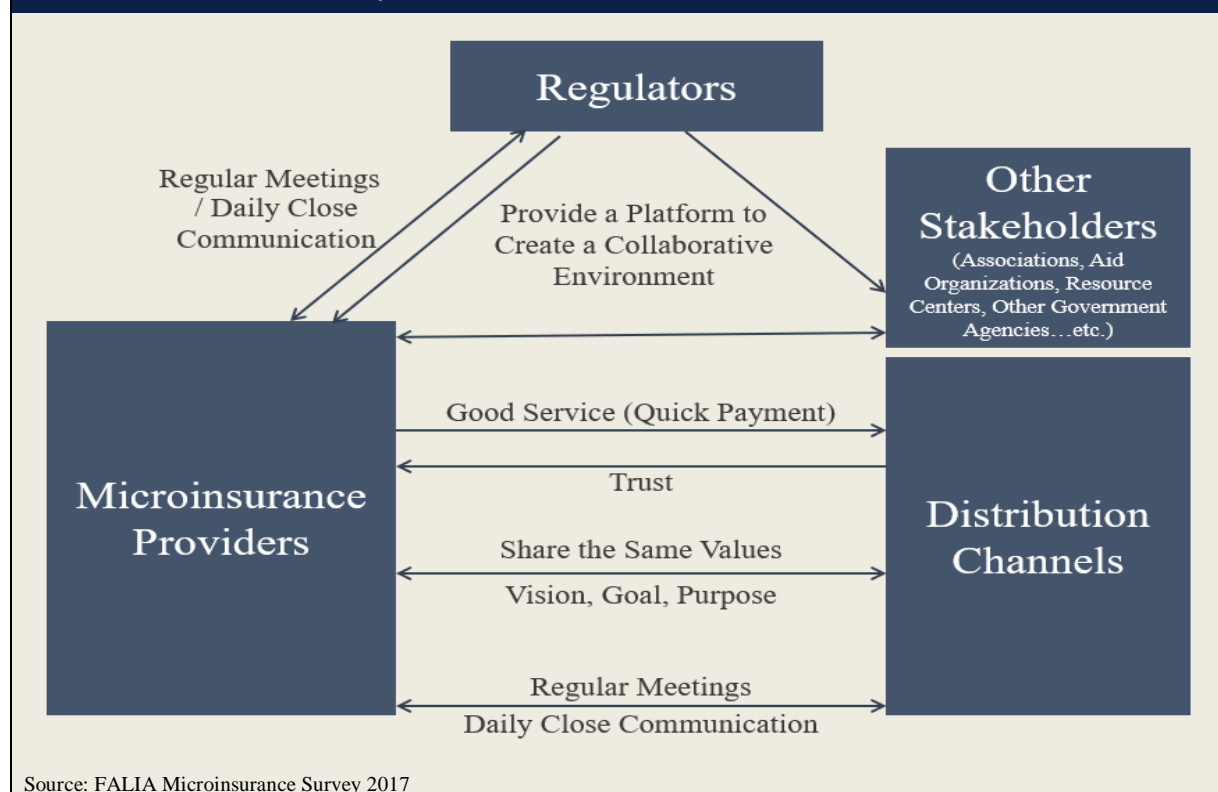 Regulators
Regular Meetings
/ Daily Close
Communication
Provide a Platform to
Create a Collaborative
Environment
Other
Stakeholders
(Associations, Aid
Organizations, Resource
Centers, Other Government
Agencies…etc.)
Microinsurance
Providers
Good Service (Quick Payment)
Trust
Share the Same Values
Vision, Goal, Purpose
Regular Meetings
Daily Close Communication
Distribution
Channels
Source: FALIA Microinsurance Survey 2017